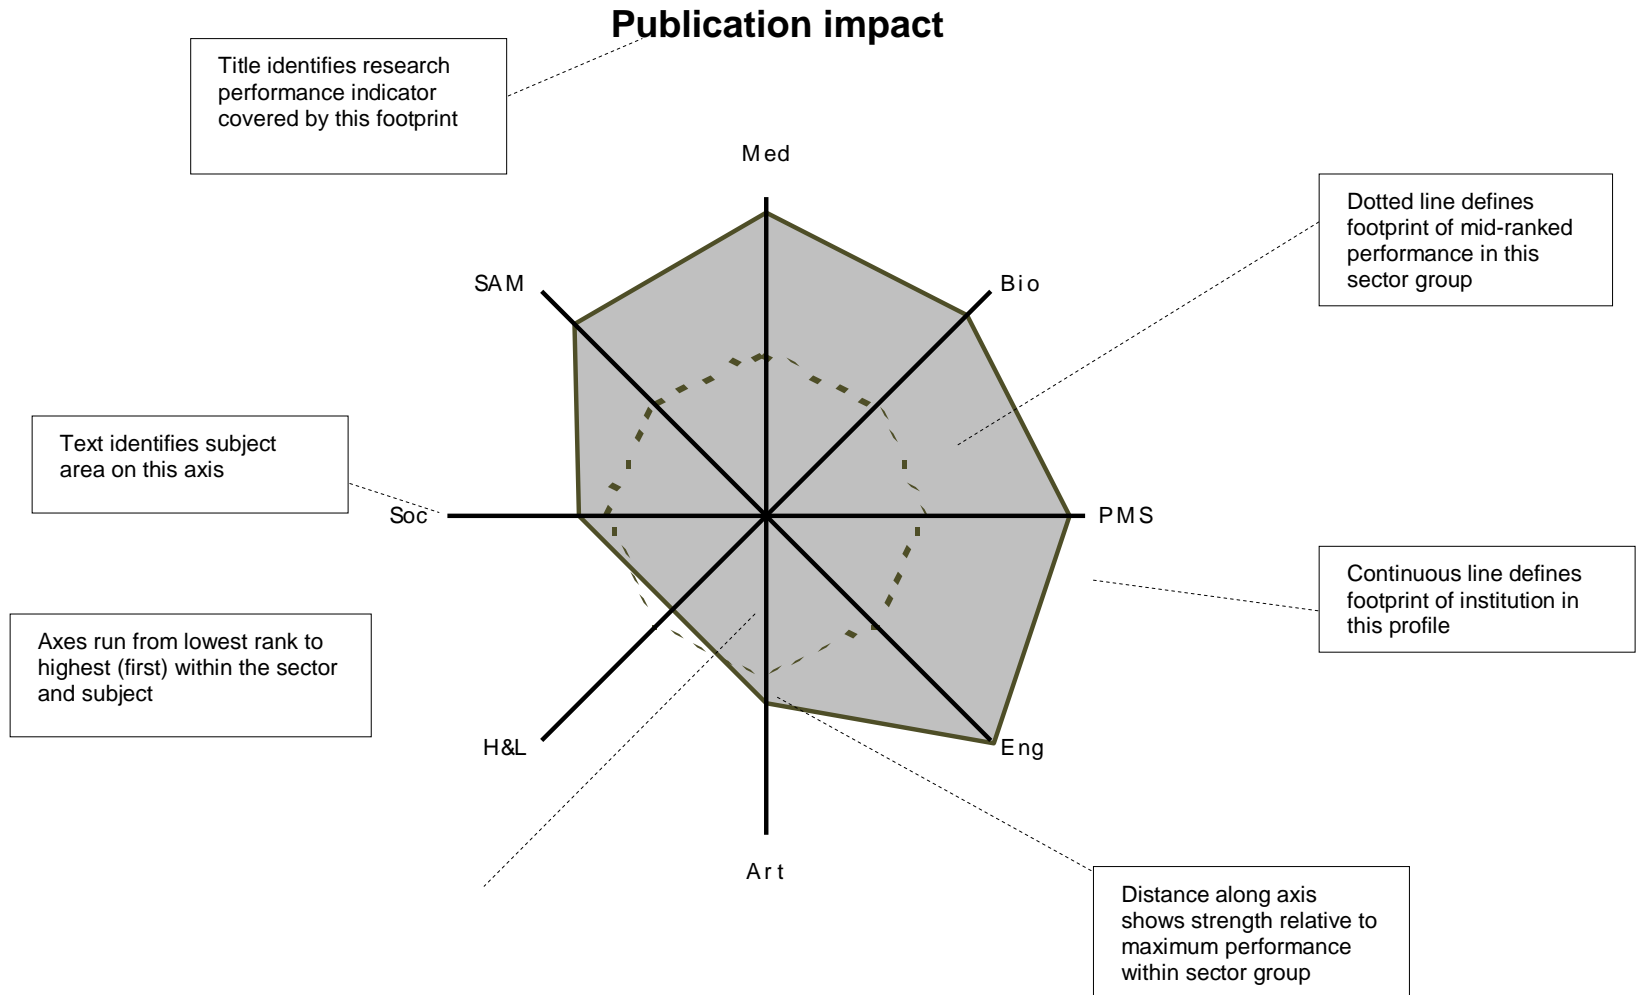 Publication impact
Title identifies research
performance indicator
covered by this footprint
Med
Dotted line defines
footprint of mid-ranked
performance in this
sector group
SAM
Bio
Text identifies subject
area on this axis
Soc
PMS
Continuous line defines
footprint of institution in
this profile
Axes run from lowest rank to
highest (first) within the sector
and subject
H&L
Eng
Art
Distance along axis
shows strength relative to
maximum performance
within sector group